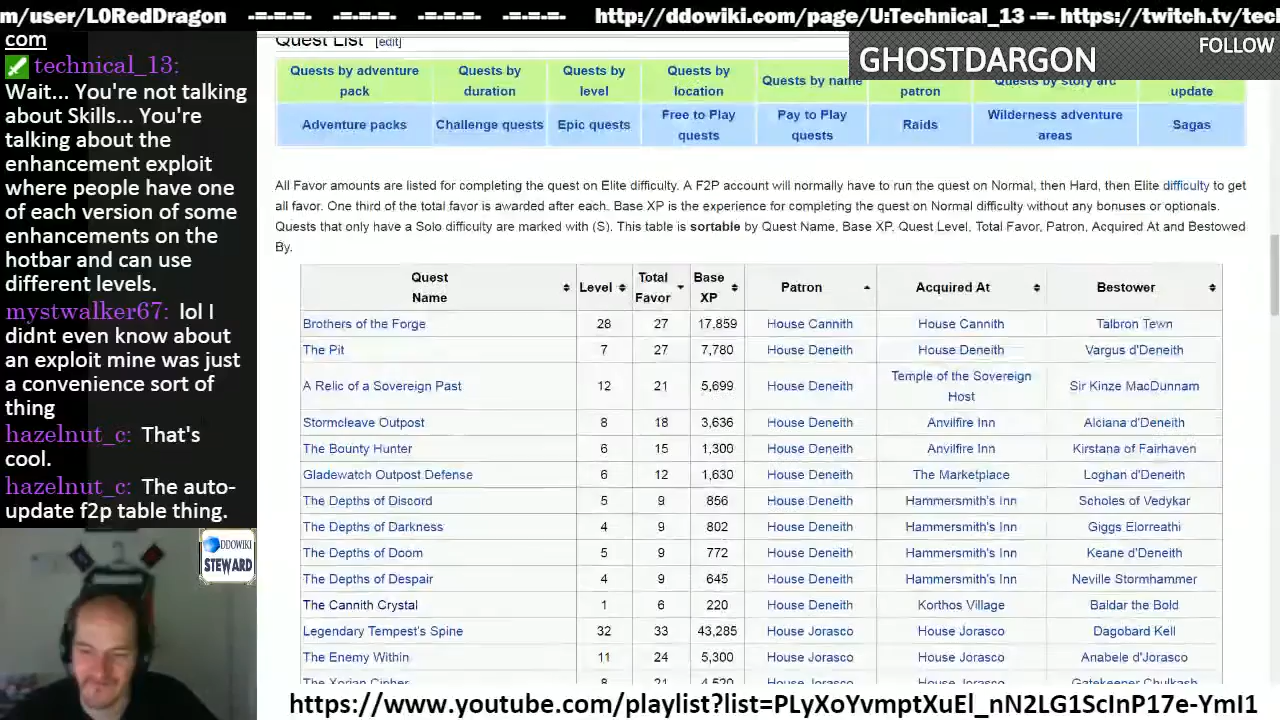 m/user/L0RedDragon -=-=-=- -=-=-=- -=-=-=- -=-=-=- http://ddowiki.com/page/U:Technical_13 -=- https://twitch.tv/tec
com
technical_13:
Wait... You're not talking
about Skills... You're
talking about the
enhancement exploit
where people have one
of each version of some
enhancements on the
hotbar and can use
different levels.
mystwalker67: lol I
didnt even know about
an exploit mine was just
a convenience sort of
thing
hazelnut_c: That's
cool.
hazelnut_c: The auto-
update f2p table thing.
DDOWIKI
STEWARD
GHOSTDARGON
FOLLOW
Quest List [edit]
Quests by adventure pack Quests by duration Quests by level Quests by location Quests by name patron Quests by story arc update
Adventure packs Challenge quests Epic quests Free to Play quests Pay to Play quests Raids Wilderness adventure areas Sagas
All Favor amounts are listed for completing the quest on Elite difficulty. A F2P account will normally have to run the quest on Normal, then Hard, then Elite difficulty to get
all favor. One third of the total favor is awarded after each. Base XP is the experience for completing the quest on Normal difficulty without any bonuses or optionals.
Quests that only have a Solo difficulty are marked with (S). This table is sortable by Quest Name, Base XP, Quest Level, Total Favor, Patron, Acquired At and Bestowed
By.
Quest Name Level Total Favor Base XP Patron Acquired At Bestower
Brothers of the Forge 28 27 17,859 House Cannith House Cannith Talbron Tewn
The Pit 7 27 7,780 House Deneith House Deneith Vargus d'Deneith
A Relic of a Sovereign Past 12 21 5,699 House Deneith Temple of the Sovereign Host Sir Kinze MacDunnam
Stormcleave Outpost 8 18 3,636 House Deneith Anvilfire Inn Alciana d'Deneith
The Bounty Hunter 6 15 1,300 House Deneith Anvilfire Inn Kirstana of Fairhaven
Gladewatch Outpost Defense 6 12 1,630 House Deneith The Marketplace Loghan d'Deneith
The Depths of Discord 5 9 856 House Deneith Hammersmith's Inn Scholes of Vedykar
The Depths of Darkness 4 9 802 House Deneith Hammersmith's Inn Giggs Elorreathi
The Depths of Doom 5 9 772 House Deneith Hammersmith's Inn Keane d'Deneith
The Depths of Despair 4 9 645 House Deneith Hammersmith's Inn Neville Stormhammer
The Cannith Crystal 1 6 220 House Deneith Korthos Village Baldar the Bold
Legendary Tempest's Spine 32 33 43,285 House Jorasco House Jorasco Dagobard Kell
The Enemy Within 11 24 5,300 House Jorasco House Jorasco Anabele d'Jorasco
The Xorian Cipher 8 21 4,520 House Jorasco House Jorasco Gatekeeper Chulkash
https://www.youtube.com/playlist?list=PLyXoYvmptXuEl_nN2LG1ScInP17e-YmI1